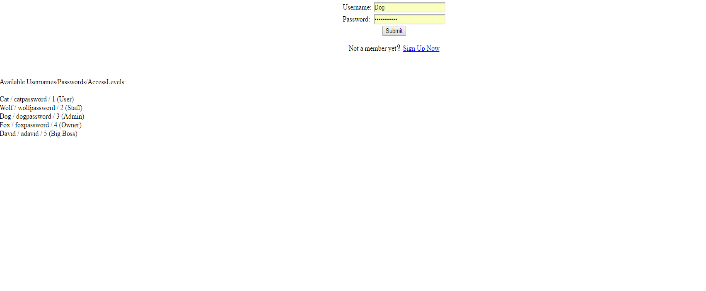 Username: Dog
Password: •••••••••••
Submit
Not a member yet? Sign Up Now
Available Usernames/Passwords/AccessLevels:
Cat / catpassword / 1 (User)
Wolf / wolfpassword / 2 (Staff)
Dog / dogpassword / 3 (Admin)
Fox / foxpassword / 4 (Owner)
David / adavid / 5 (Big Boss)